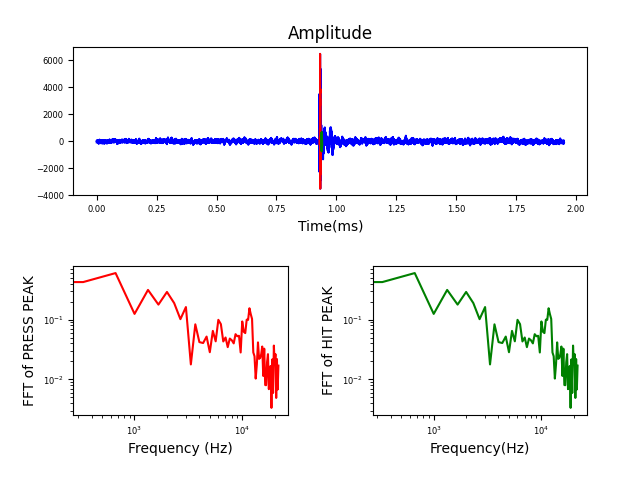 Amplitude
6000
4000
2000
0
−2000
−4000
0.00 0.25 0.50 0.75 1.00 1.25 1.50 1.75 2.00
Time(ms)
FFT of PRESS PEAK
10⁻¹
10⁻²
10³ 10⁴
Frequency (Hz)
FFT of HIT PEAK
10⁻¹
10⁻²
10³ 10⁴
Frequency(Hz)